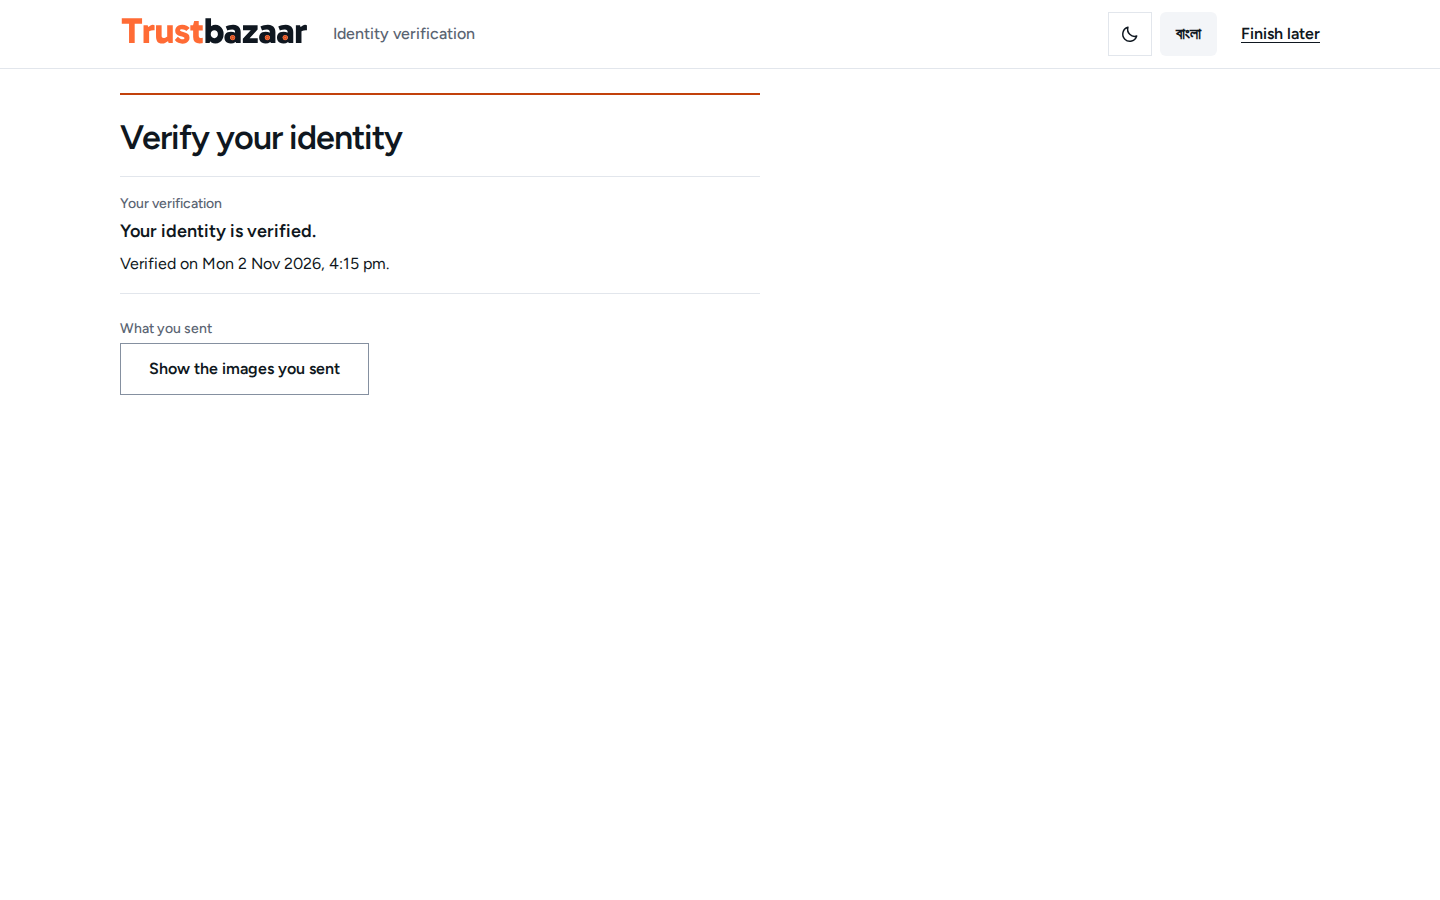 Trustbazaar
Identity verification
বাংলা
Finish later
Verify your identity
Your verification
Your identity is verified.
Verified on Mon 2 Nov 2026, 4:15 pm.
What you sent
Show the images you sent